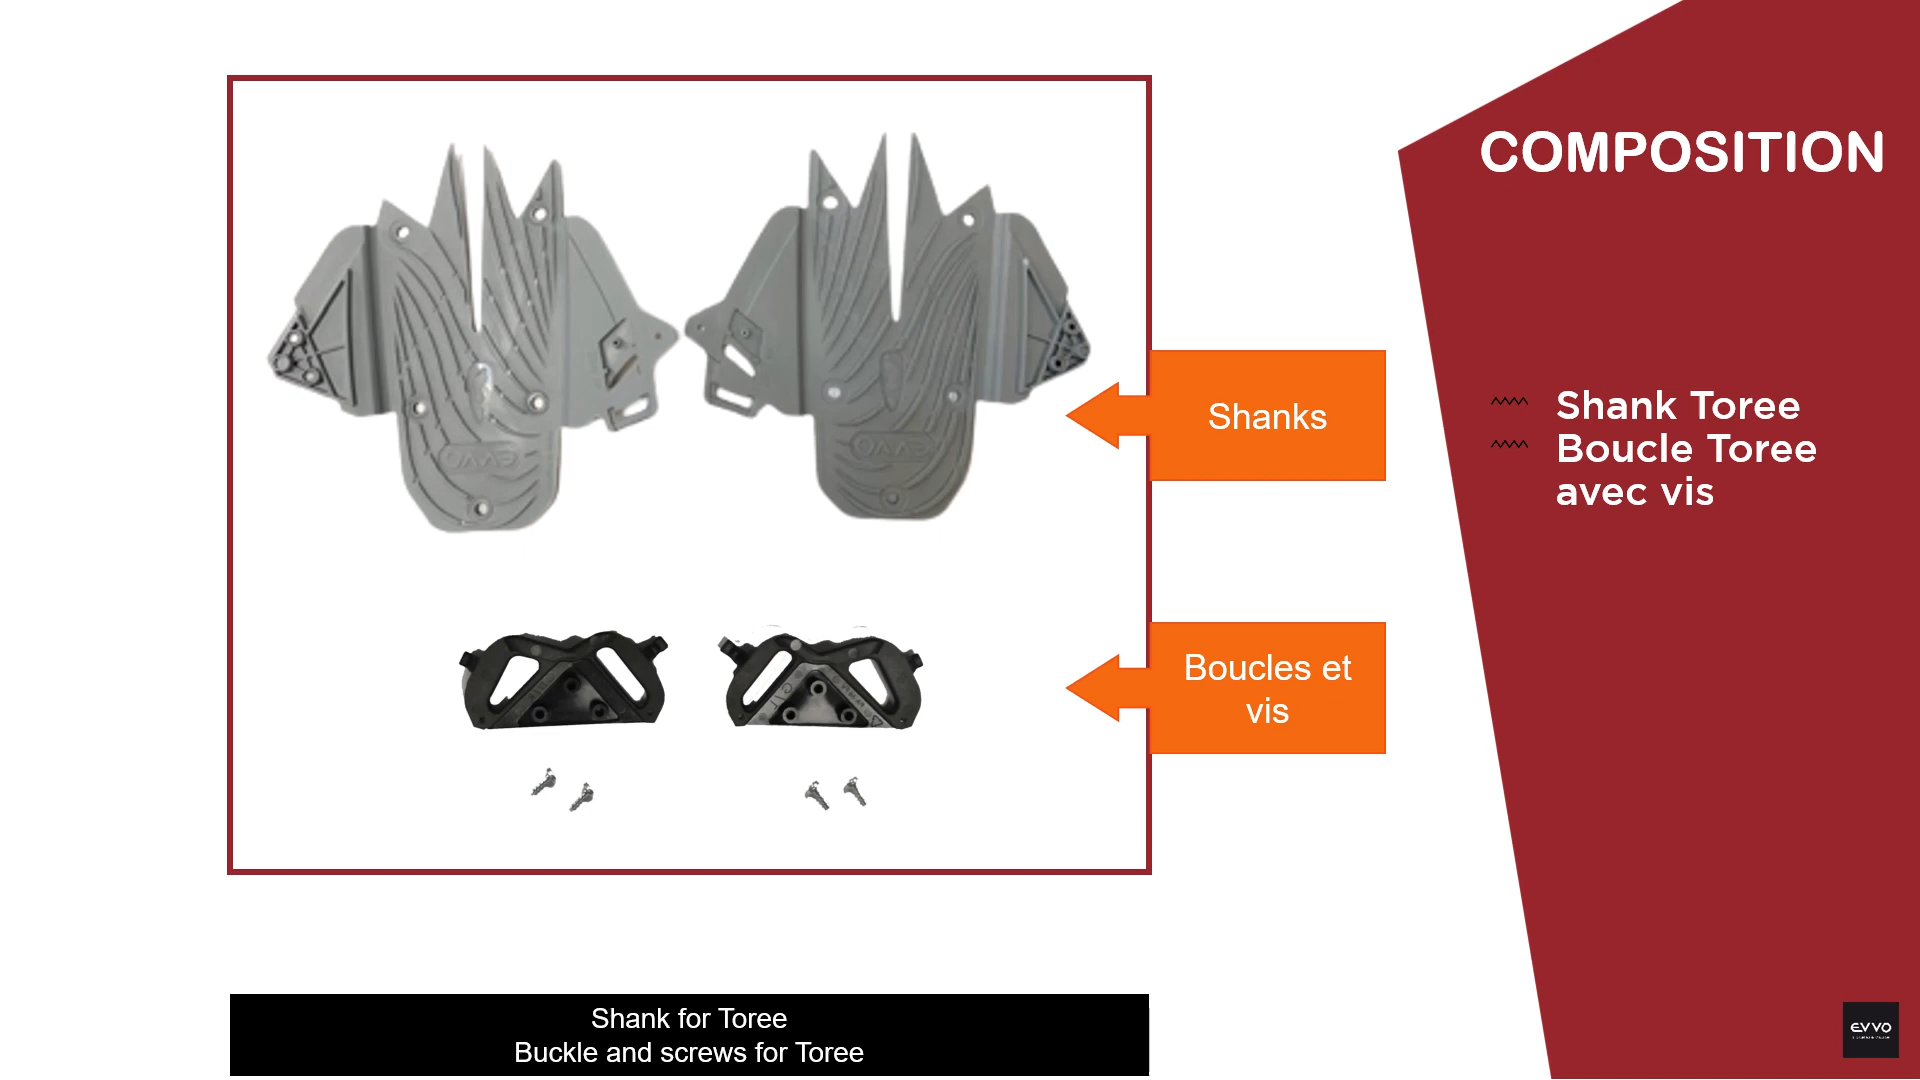 COMPOSITION
Shanks
Shank Toree
Boucle Toree
avec vis
Boucles et
vis
Shank for Toree
Buckle and screws for Toree
EVVO